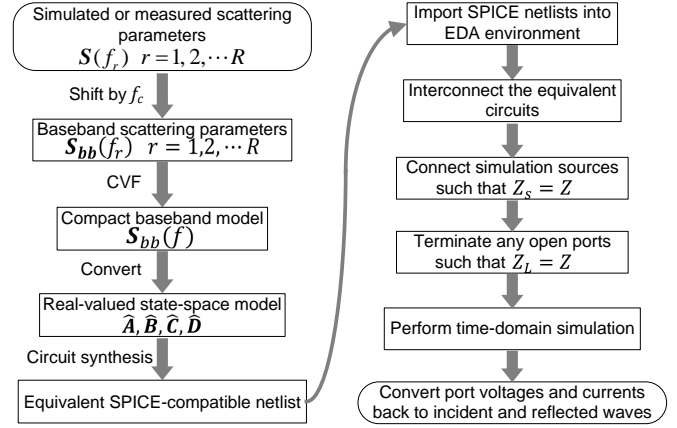 Simulated or measured scattering
parameters
S(f_r) r = 1, 2, ⋯ R
Shift by f_c
Baseband scattering parameters
S_bb(f_r) r = 1,2, ⋯ R
CVF
Compact baseband model
S_bb(f)
Convert
Real-valued state-space model
Â, B̂, Ĉ, D̂
Circuit synthesis
Equivalent SPICE-compatible netlist
Import SPICE netlists into
EDA environment
Interconnect the equivalent
circuits
Connect simulation sources
such that Z_s = Z
Terminate any open ports
such that Z_L = Z
Perform time-domain simulation
Convert port voltages and currents
back to incident and reflected waves